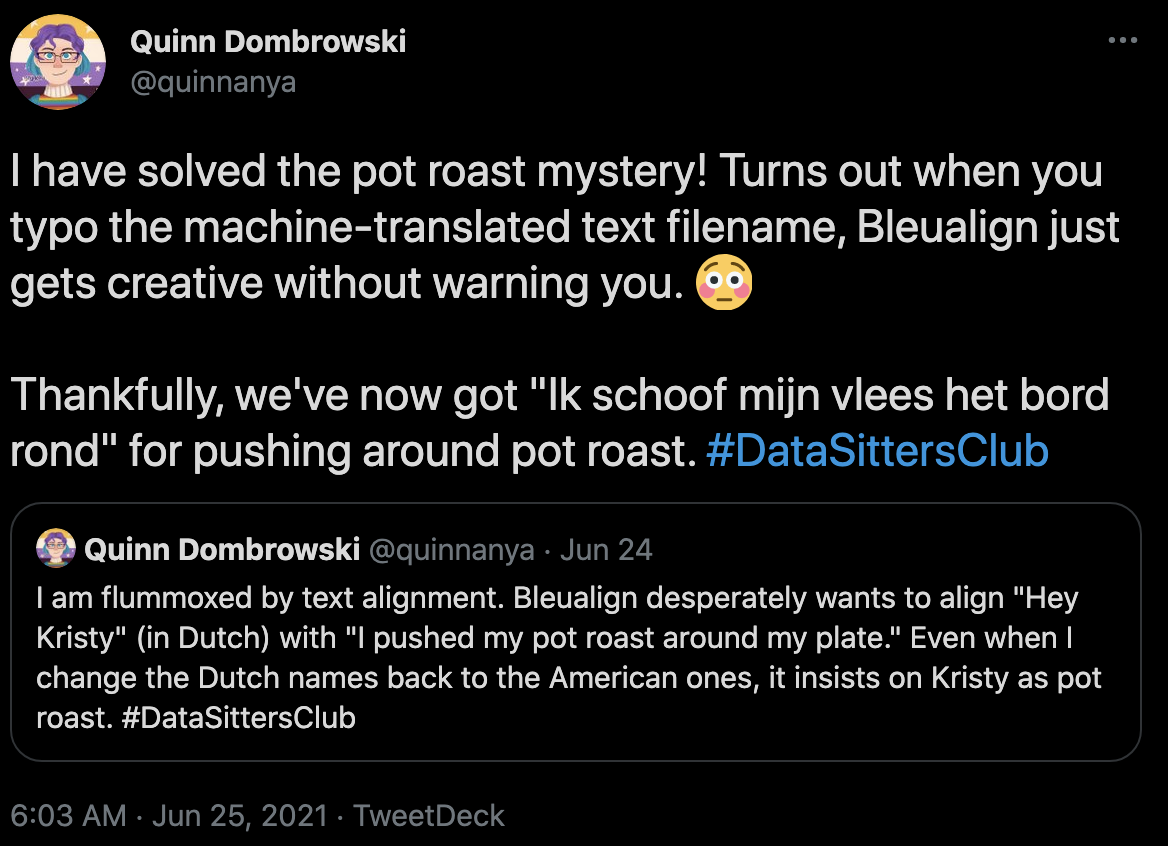 Quinn Dombrowski
@quinnanya
I have solved the pot roast mystery! Turns out when you
typo the machine-translated text filename, Bleualign just
gets creative without warning you. 😳
Thankfully, we've now got "Ik schoof mijn vlees het bord
rond" for pushing around pot roast. #DataSittersClub
Quinn Dombrowski @quinnanya · Jun 24
I am flummoxed by text alignment. Bleualign desperately wants to align "Hey
Kristy" (in Dutch) with "I pushed my pot roast around my plate." Even when I
change the Dutch names back to the American ones, it insists on Kristy as pot
roast. #DataSittersClub
6:03 AM · Jun 25, 2021 · TweetDeck